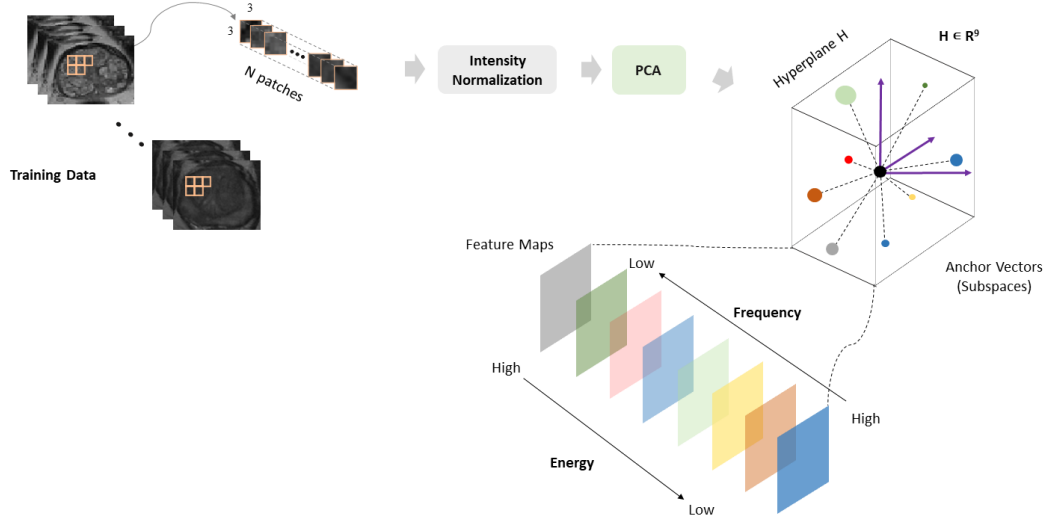 3
3
N patches
Intensity
Normalization
PCA
Hyperplane H
H ∈ R⁹
Training Data
Feature Maps
Low
Frequency
High
High
Energy
Low
Anchor Vectors
(Subspaces)